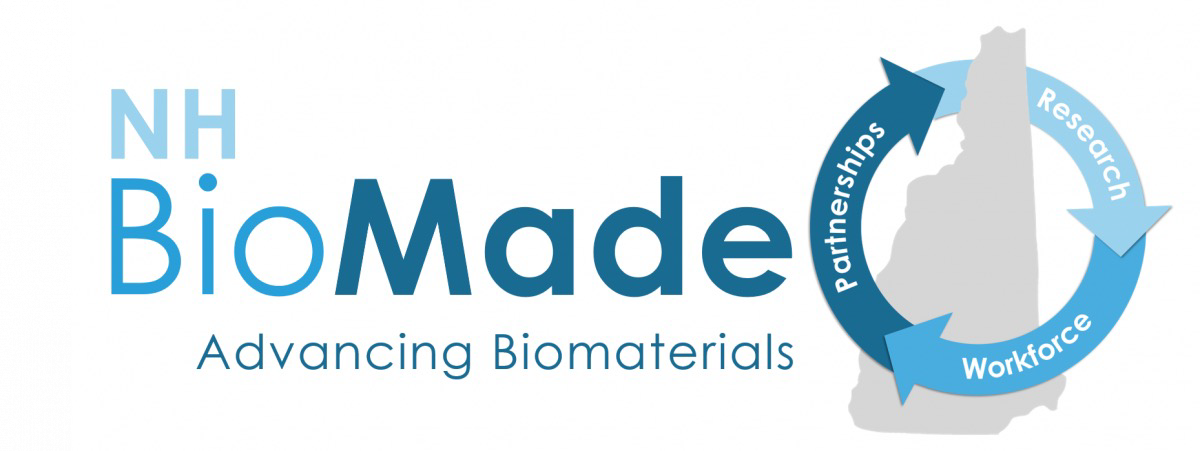 NH
BioMade
Advancing Biomaterials
Partnerships
Research
Workforce